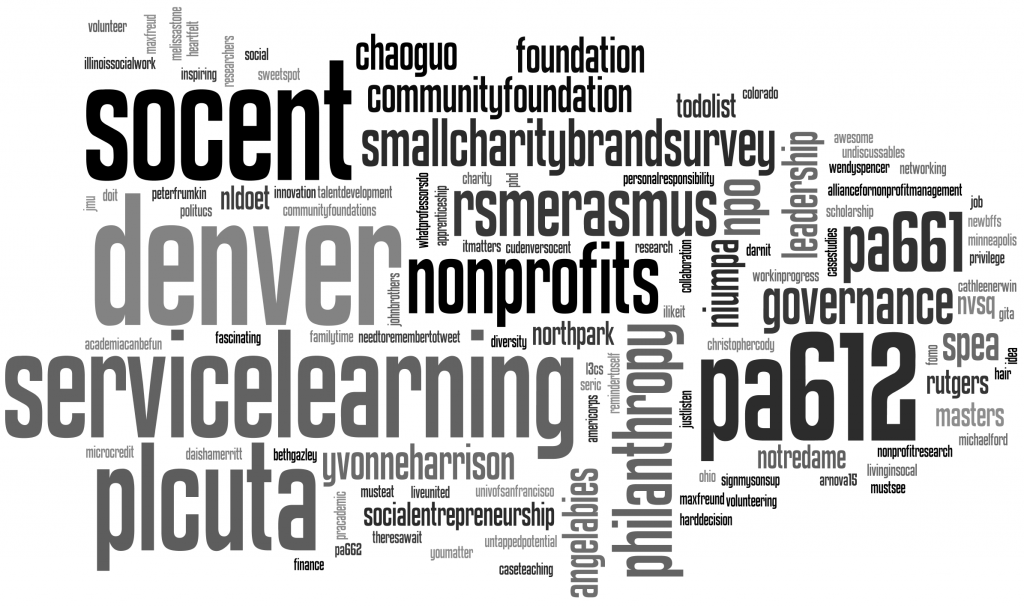 volunteer
maxfreud
melissastone
heartfelt
researchers
social
illinoissocialwork
inspiring
sweetspot
chaoguo
foundation
communityfoundation
todolist
colorado
socent
smallcharitybrandsurvey
leadership
awesome
undiscussables
wendyspencer
networking
alliancefornonprofitmanagement
jmu
doit
peterfrumkin
politucs
nldoet
innovation
talentdevelopment
communityfoundations
whatprofessorsdo
apprenticeship
charity
phd
personalresponsibility
npo
rsmerasmus
scholarship
job
newbffs
minneapolis
privilege
pa661
casestudies
denver
johnbrothers
itmatters
cudenversocent
research
collaboration
niumpa
darnit
workinprogress
nonprofits
ilikeit
governance
cathleenerwin
nvsq
gita
academiacanbefun
fascinating
familytime
needtoremembertotweet
diversity
northpark
philanthropy
christophercody
fomo
spea
idea
hair
rutgers
servicelearning
l3cs
seric
americorps
remindertoself
justlisten
pa612
masters
michaelford
microcredit
daishamerritt
bethgazley
yvonneharrison
notredame
nonprofitresearch
livinginsocal
mustsee
plcuta
pracademic
musteat
liveunited
univofsanfrancisco
angelabies
ohio
signmysonsup
arnova15
maxfreund
volunteering
harddecision
socialentrepreneurship
theresawait
pa662
youmatter
untappedpotential
finance
caseteaching